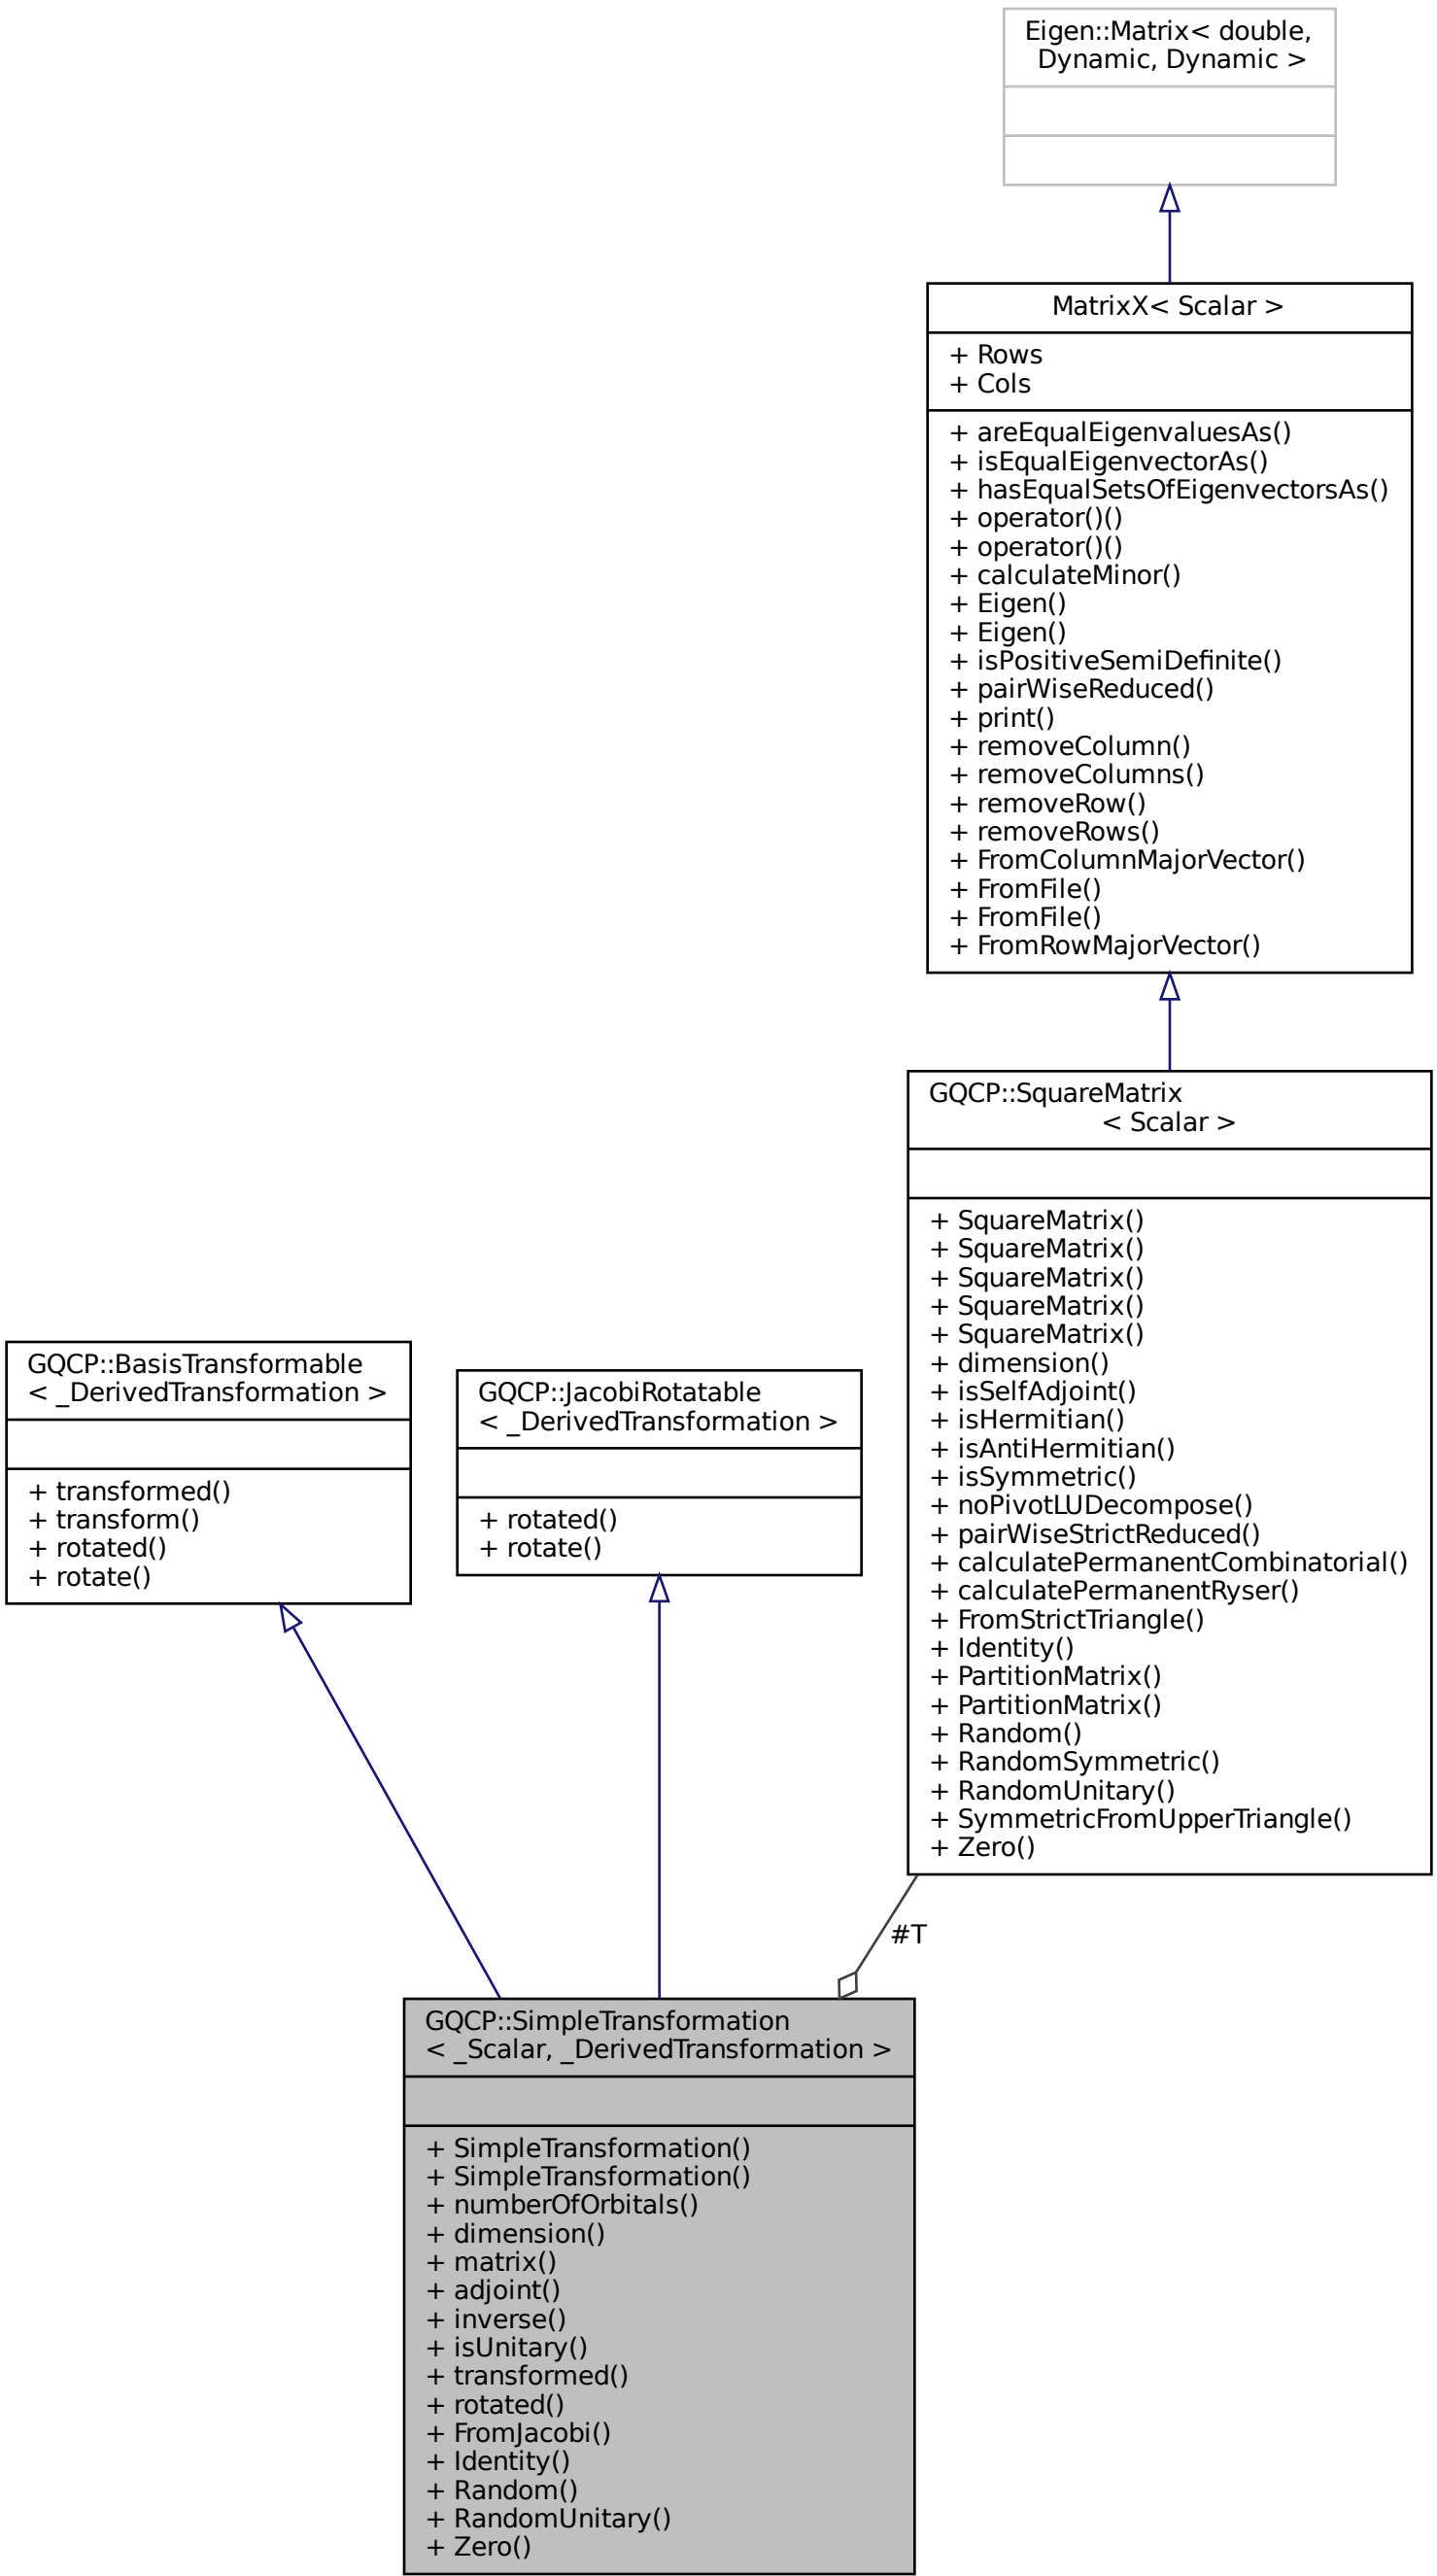 Eigen::Matrix< double,
Dynamic, Dynamic >
MatrixX< Scalar >
+ Rows
+ Cols
+ areEqualEigenvaluesAs()
+ isEqualEigenvectorAs()
+ hasEqualSetsOfEigenvectorsAs()
+ operator()()
+ operator()()
+ calculateMinor()
+ Eigen()
+ Eigen()
+ isPositiveSemiDefinite()
+ pairWiseReduced()
+ print()
+ removeColumn()
+ removeColumns()
+ removeRow()
+ removeRows()
+ FromColumnMajorVector()
+ FromFile()
+ FromFile()
+ FromRowMajorVector()
GQCP::SquareMatrix
< Scalar >
+ SquareMatrix()
+ SquareMatrix()
+ SquareMatrix()
+ SquareMatrix()
+ SquareMatrix()
+ dimension()
+ isSelfAdjoint()
+ isHermitian()
+ isAntiHermitian()
+ isSymmetric()
+ noPivotLUDecompose()
+ pairWiseStrictReduced()
+ calculatePermanentCombinatorial()
+ calculatePermanentRyser()
+ FromStrictTriangle()
+ Identity()
+ PartitionMatrix()
+ PartitionMatrix()
+ Random()
+ RandomSymmetric()
+ RandomUnitary()
+ SymmetricFromUpperTriangle()
+ Zero()
GQCP::BasisTransformable
< _DerivedTransformation >
+ transformed()
+ transform()
+ rotated()
+ rotate()
GQCP::JacobiRotatable
< _DerivedTransformation >
+ rotated()
+ rotate()
#T
GQCP::SimpleTransformation
< _Scalar, _DerivedTransformation >
+ SimpleTransformation()
+ SimpleTransformation()
+ numberOfOrbitals()
+ dimension()
+ matrix()
+ adjoint()
+ inverse()
+ isUnitary()
+ transformed()
+ rotated()
+ FromJacobi()
+ Identity()
+ Random()
+ RandomUnitary()
+ Zero()